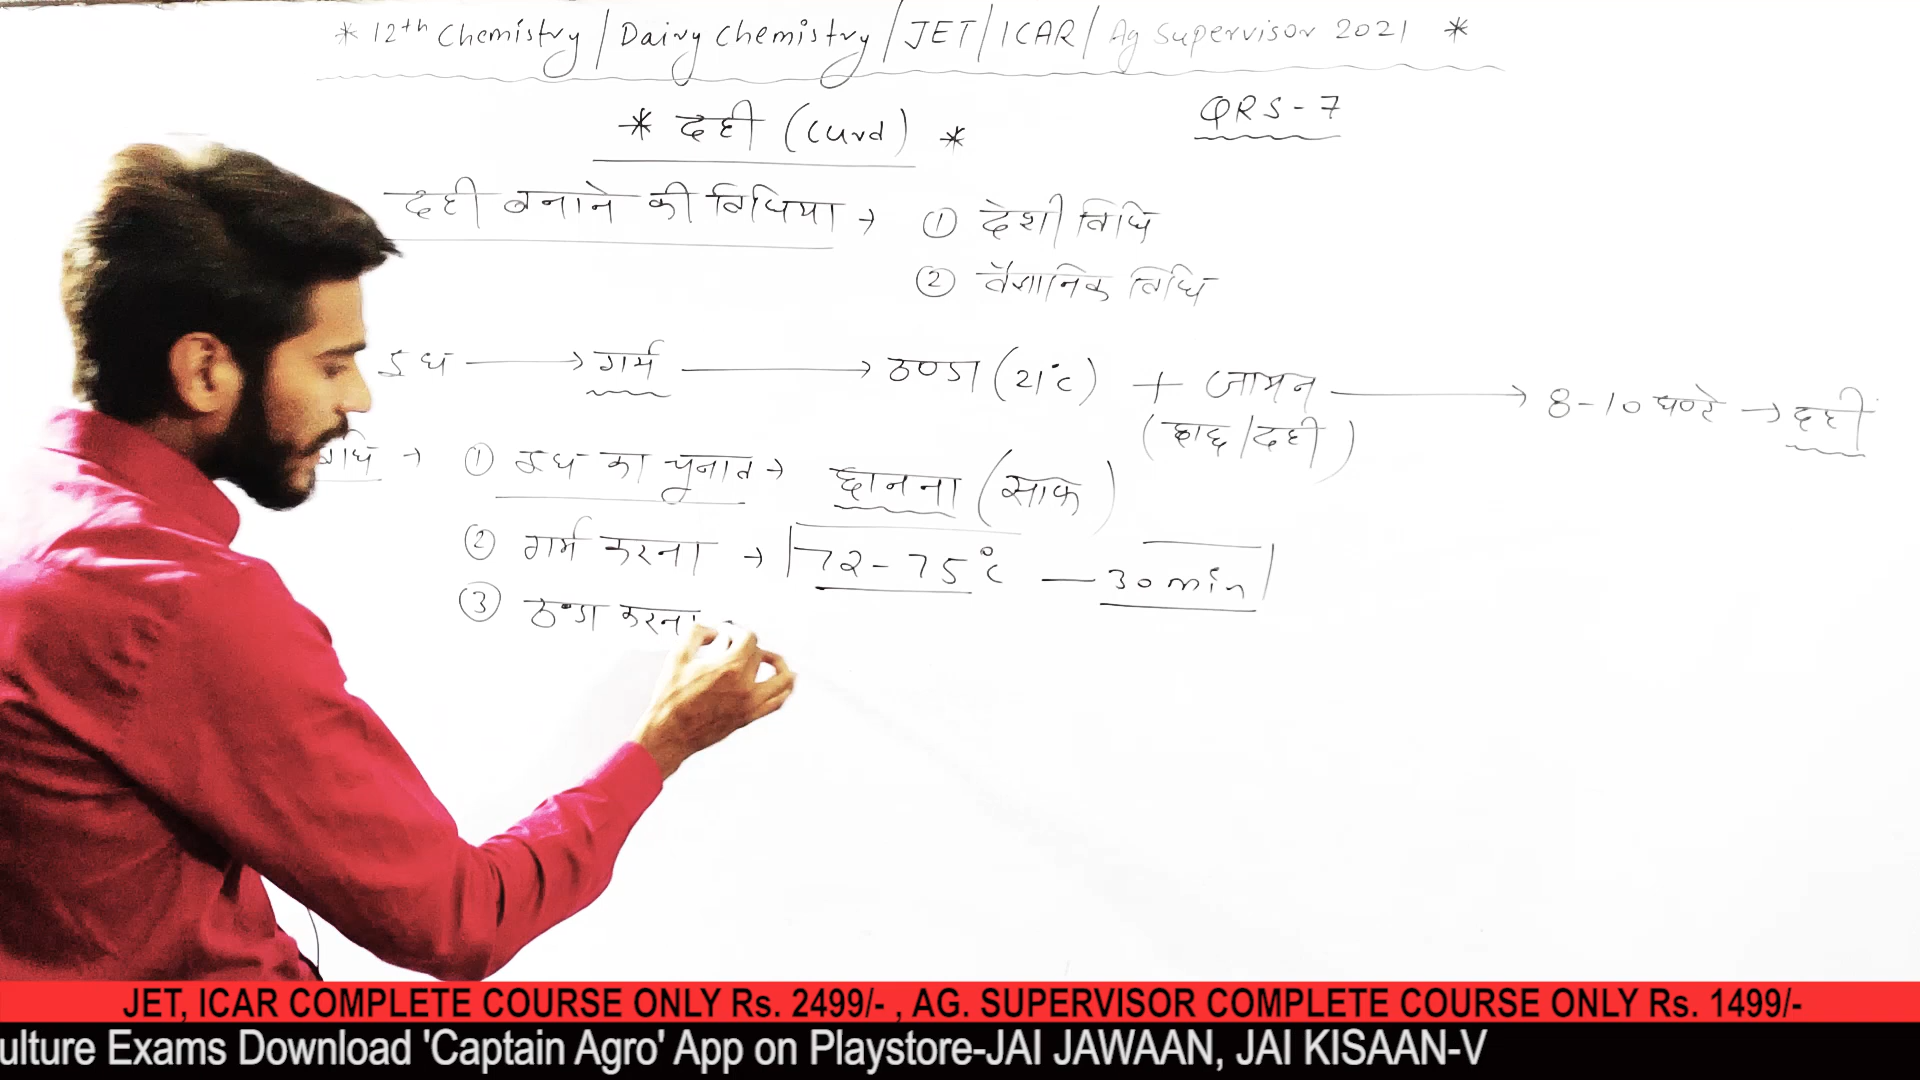 * 12th Chemistry / Dairy Chemistry / JET / ICAR / Ag Supervisor 2021 *
QRS-7
* दही (Curd) *
दही बनाने की विधिया → ① देशी विधि
② वैज्ञानिक विधि
दुध → गर्म → ठण्डा (21°C) + जामन → 8-10 घण्टे → दही
(छाछ/दही)
विधि → ① दुध का चूनाव → छानना (साफ)
② गर्म करना → 72-75°C — 30 min
③ ठण्डा करना
JET, ICAR COMPLETE COURSE ONLY Rs. 2499/- , AG. SUPERVISOR COMPLETE COURSE ONLY Rs. 1499/-
ulture Exams Download 'Captain Agro' App on Playstore-JAI JAWAAN, JAI KISAAN-V